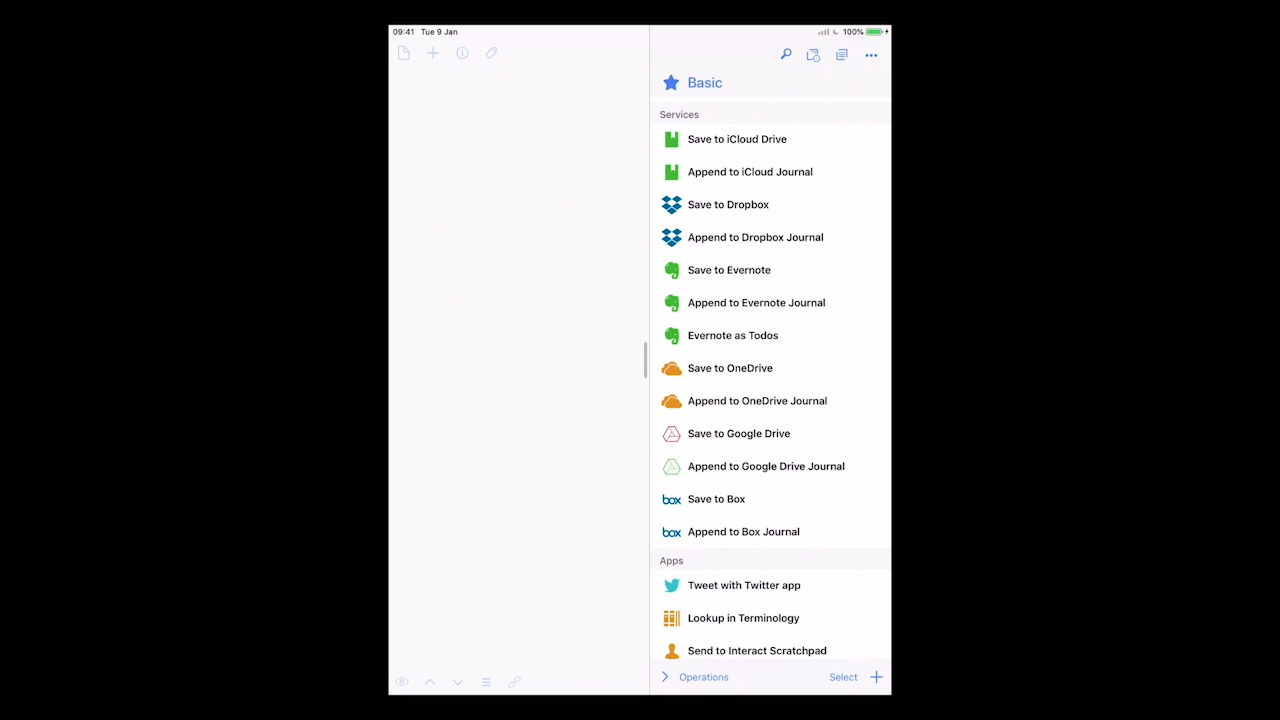 09:41 Tue 9 Jan
100%
Basic
Services
Save to iCloud Drive
Append to iCloud Journal
Save to Dropbox
Append to Dropbox Journal
Save to Evernote
Append to Evernote Journal
Evernote as Todos
Save to OneDrive
Append to OneDrive Journal
Save to Google Drive
Append to Google Drive Journal
box Save to Box
box Append to Box Journal
Apps
Tweet with Twitter app
Lookup in Terminology
Send to Interact Scratchpad
Operations Select